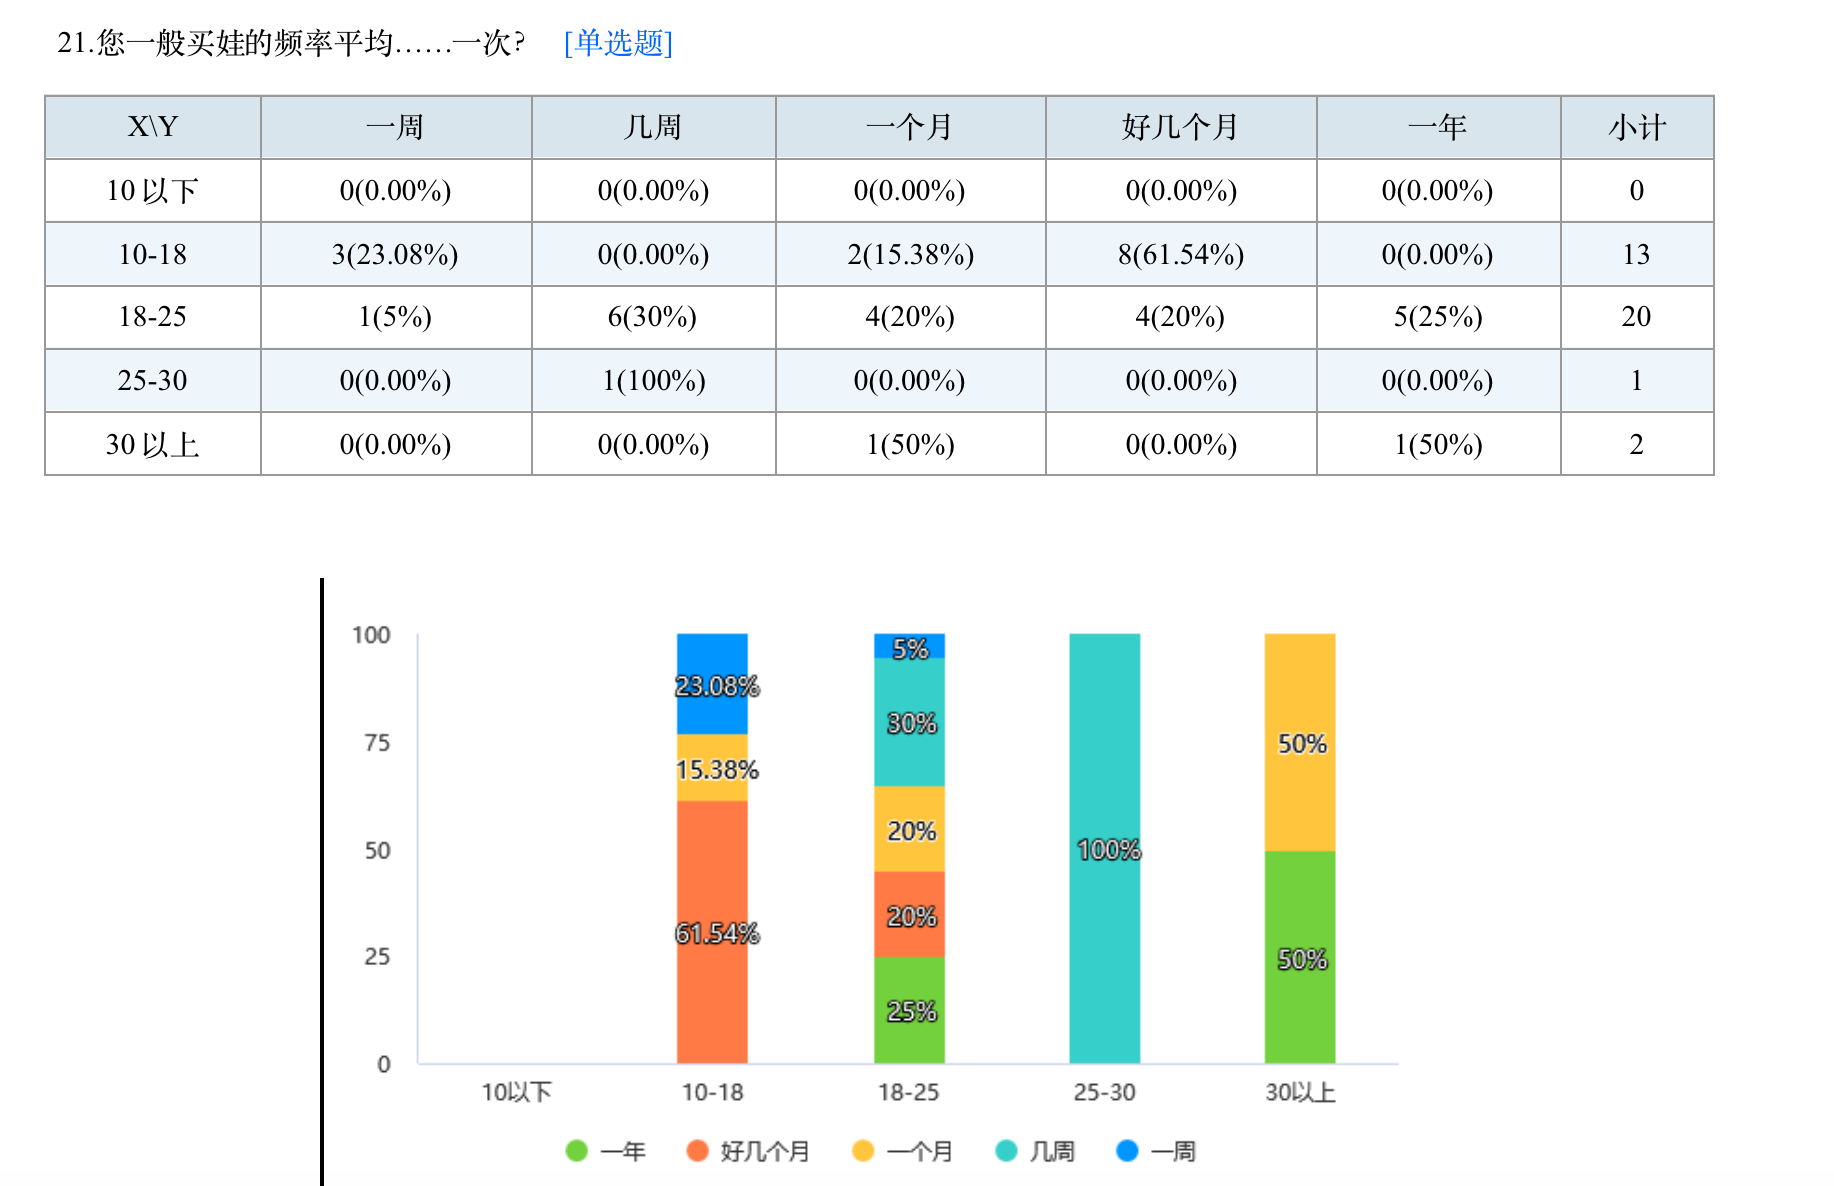 21.您一般买娃的频率平均……一次? [单选题]
X\Y 一周 几周 一个月 好几个月 一年 小计
10以下 0(0.00%) 0(0.00%) 0(0.00%) 0(0.00%) 0(0.00%) 0
10-18 3(23.08%) 0(0.00%) 2(15.38%) 8(61.54%) 0(0.00%) 13
18-25 1(5%) 6(30%) 4(20%) 4(20%) 5(25%) 20
25-30 0(0.00%) 1(100%) 0(0.00%) 0(0.00%) 0(0.00%) 1
30以上 0(0.00%) 0(0.00%) 1(50%) 0(0.00%) 1(50%) 2
100
75
50
25
0
23.08%
15.38%
61.54%
5%
30%
20%
20%
25%
100%
50%
50%
10以下 10-18 18-25 25-30 30以上
一年 好几个月 一个月 几周 一周